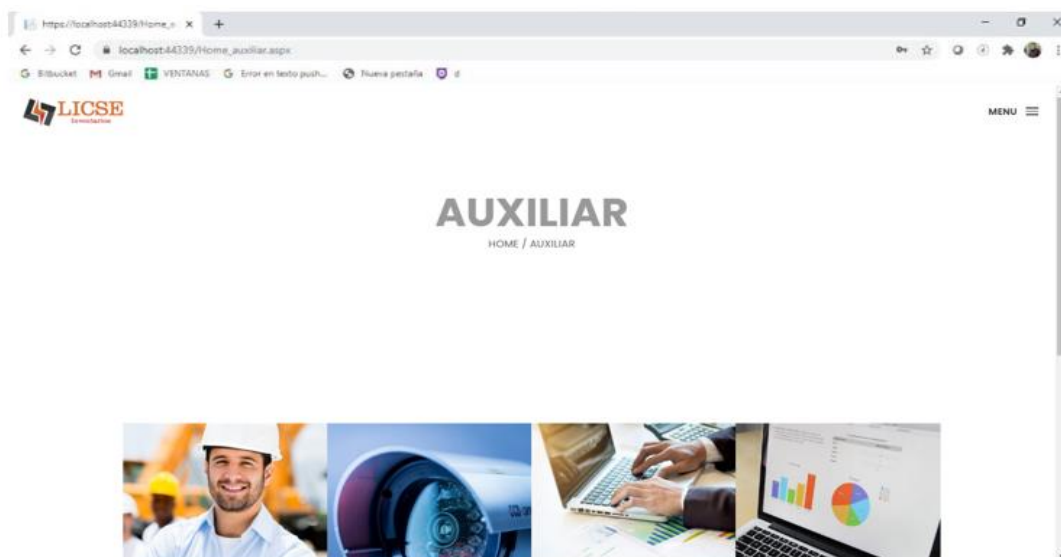 https://localhost:44339/Home_
localhost:44339/Home_auxiliar.aspx
Bitbucket Gmail VENTANAS Error en texto push... Nueva pestaña d
LICSE
Inventarios
MENU
AUXILIAR
HOME / AUXILIAR